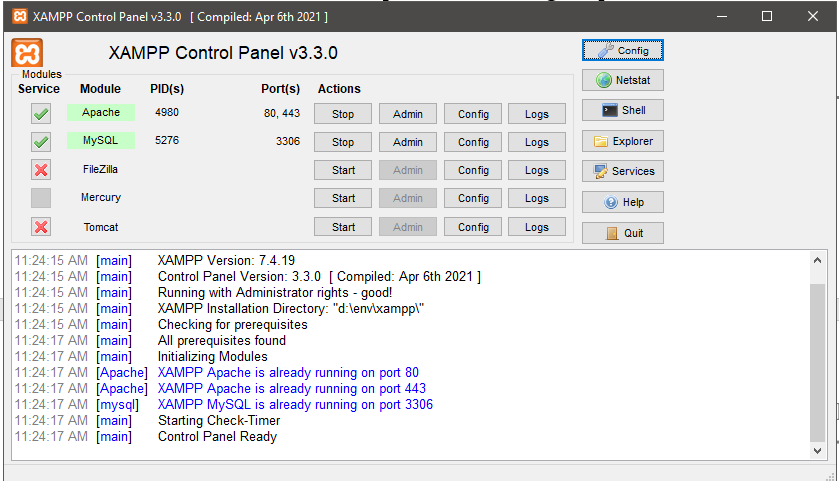 XAMPP Control Panel v3.3.0 [ Compiled: Apr 6th 2021 ]
XAMPP Control Panel v3.3.0
Config
Modules
Service Module PID(s) Port(s) Actions
Netstat
Apache 4980 80, 443 Stop Admin Config Logs
Shell
MySQL 5276 3306 Stop Admin Config Logs
Explorer
FileZilla Start Admin Config Logs
Services
Mercury Start Admin Config Logs
Help
Tomcat Start Admin Config Logs
Quit
11:24:15 AM [main] XAMPP Version: 7.4.19
11:24:15 AM [main] Control Panel Version: 3.3.0 [ Compiled: Apr 6th 2021 ]
11:24:15 AM [main] Running with Administrator rights - good!
11:24:15 AM [main] XAMPP Installation Directory: "d:\env\xampp\"
11:24:15 AM [main] Checking for prerequisites
11:24:17 AM [main] All prerequisites found
11:24:17 AM [main] Initializing Modules
11:24:17 AM [Apache] XAMPP Apache is already running on port 80
11:24:17 AM [Apache] XAMPP Apache is already running on port 443
11:24:17 AM [mysql] XAMPP MySQL is already running on port 3306
11:24:17 AM [main] Starting Check-Timer
11:24:17 AM [main] Control Panel Ready